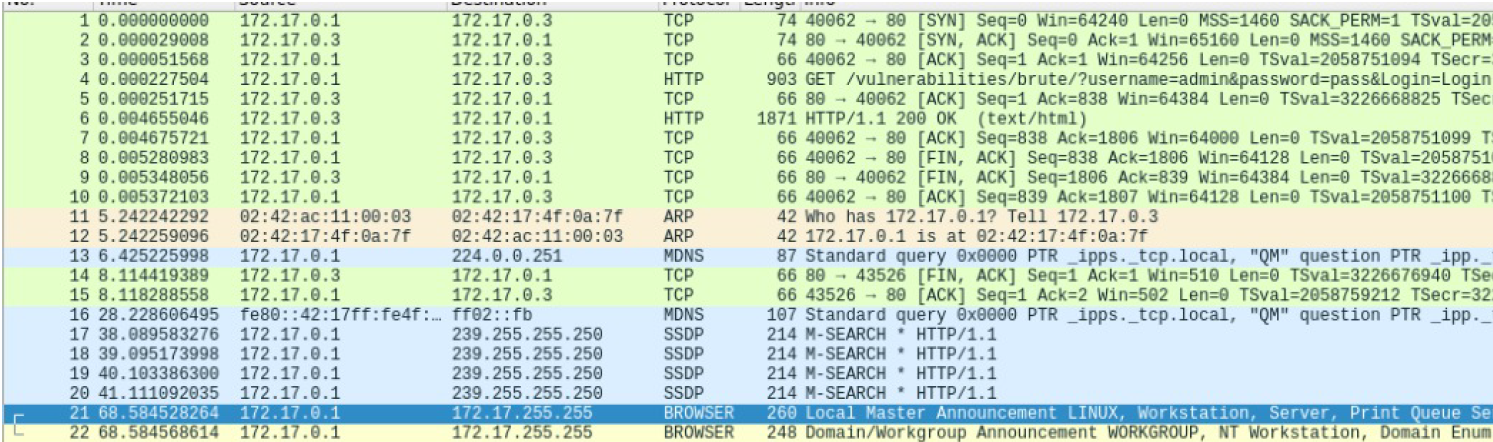 No. Time Source Destination Protocol Length Info
1 0.000000000 172.17.0.1 172.17.0.3 TCP 74 40062 → 80 [SYN] Seq=0 Win=64240 Len=0 MSS=1460 SACK_PERM=1 TSval=20
2 0.000029008 172.17.0.3 172.17.0.1 TCP 74 80 → 40062 [SYN, ACK] Seq=0 Ack=1 Win=65160 Len=0 MSS=1460 SACK_PERM
3 0.000051568 172.17.0.1 172.17.0.3 TCP 66 40062 → 80 [ACK] Seq=1 Ack=1 Win=64256 Len=0 TSval=2058751094 TSecr=
4 0.000227504 172.17.0.1 172.17.0.3 HTTP 903 GET /vulnerabilities/brute/?username=admin&password=pass&Login=Login
5 0.000251715 172.17.0.3 172.17.0.1 TCP 66 80 → 40062 [ACK] Seq=1 Ack=838 Win=64384 Len=0 TSval=3226668825 TSec
6 0.004655046 172.17.0.3 172.17.0.1 HTTP 1871 HTTP/1.1 200 OK (text/html)
7 0.004675721 172.17.0.1 172.17.0.3 TCP 66 40062 → 80 [ACK] Seq=838 Ack=1806 Win=64000 Len=0 TSval=2058751099 T
8 0.005280983 172.17.0.1 172.17.0.3 TCP 66 40062 → 80 [FIN, ACK] Seq=838 Ack=1806 Win=64128 Len=0 TSval=2058751
9 0.005348056 172.17.0.3 172.17.0.1 TCP 66 80 → 40062 [FIN, ACK] Seq=1806 Ack=839 Win=64384 Len=0 TSval=3226668
10 0.005372103 172.17.0.1 172.17.0.3 TCP 66 40062 → 80 [ACK] Seq=839 Ack=1807 Win=64128 Len=0 TSval=2058751100 T
11 5.242242292 02:42:ac:11:00:03 02:42:17:4f:0a:7f ARP 42 Who has 172.17.0.1? Tell 172.17.0.3
12 5.242259096 02:42:17:4f:0a:7f 02:42:ac:11:00:03 ARP 42 172.17.0.1 is at 02:42:17:4f:0a:7f
13 6.425225998 172.17.0.1 224.0.0.251 MDNS 87 Standard query 0x0000 PTR _ipps._tcp.local, "QM" question PTR _ipp._
14 8.114419389 172.17.0.3 172.17.0.1 TCP 66 80 → 43526 [FIN, ACK] Seq=1 Ack=1 Win=510 Len=0 TSval=3226676940 TSe
15 8.118288558 172.17.0.1 172.17.0.3 TCP 66 43526 → 80 [ACK] Seq=1 Ack=2 Win=502 Len=0 TSval=2058759212 TSecr=32
16 28.228606495 fe80::42:17ff:fe4f:… ff02::fb MDNS 107 Standard query 0x0000 PTR _ipps._tcp.local, "QM" question PTR _ipp._
17 38.089583276 172.17.0.1 239.255.255.250 SSDP 214 M-SEARCH * HTTP/1.1
18 39.095173998 172.17.0.1 239.255.255.250 SSDP 214 M-SEARCH * HTTP/1.1
19 40.103386300 172.17.0.1 239.255.255.250 SSDP 214 M-SEARCH * HTTP/1.1
20 41.111092035 172.17.0.1 239.255.255.250 SSDP 214 M-SEARCH * HTTP/1.1
21 68.584528264 172.17.0.1 172.17.255.255 BROWSER 260 Local Master Announcement LINUX, Workstation, Server, Print Queue Se
22 68.584568614 172.17.0.1 172.17.255.255 BROWSER 248 Domain/Workgroup Announcement WORKGROUP, NT Workstation, Domain Enum